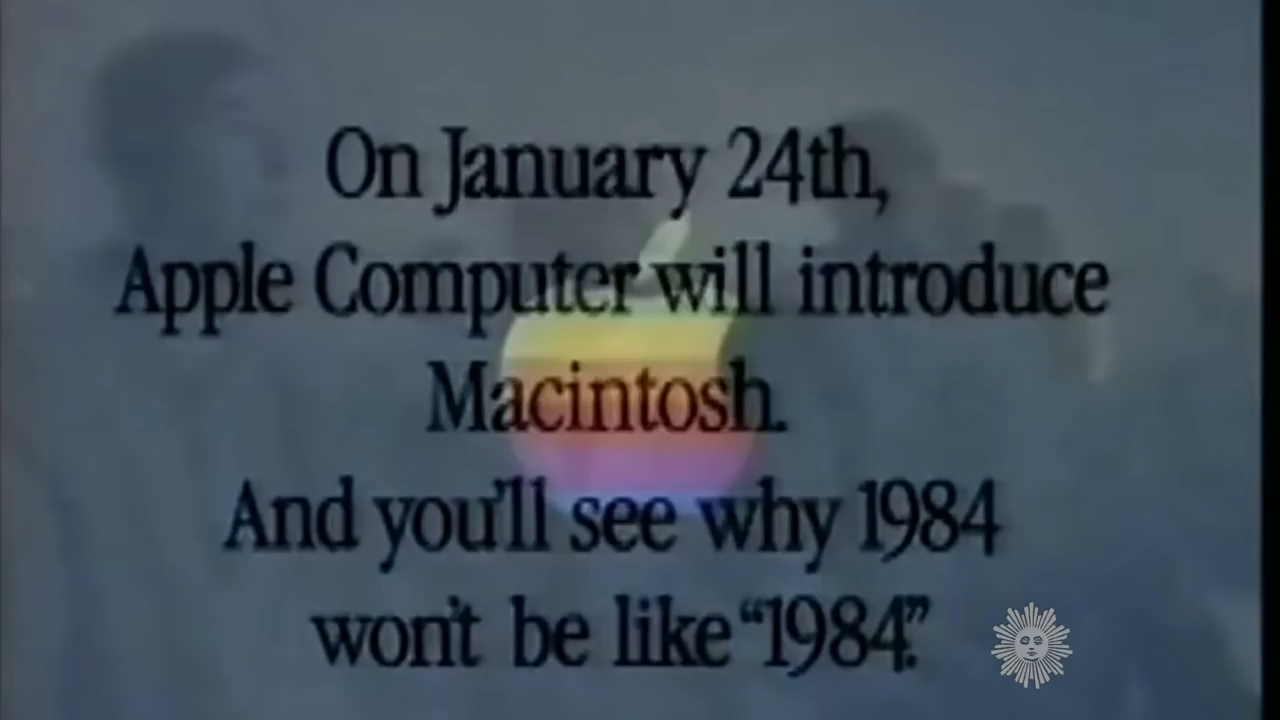 On January 24th,
Apple Computer will introduce
Macintosh.
And you'll see why 1984
won't be like “1984.”